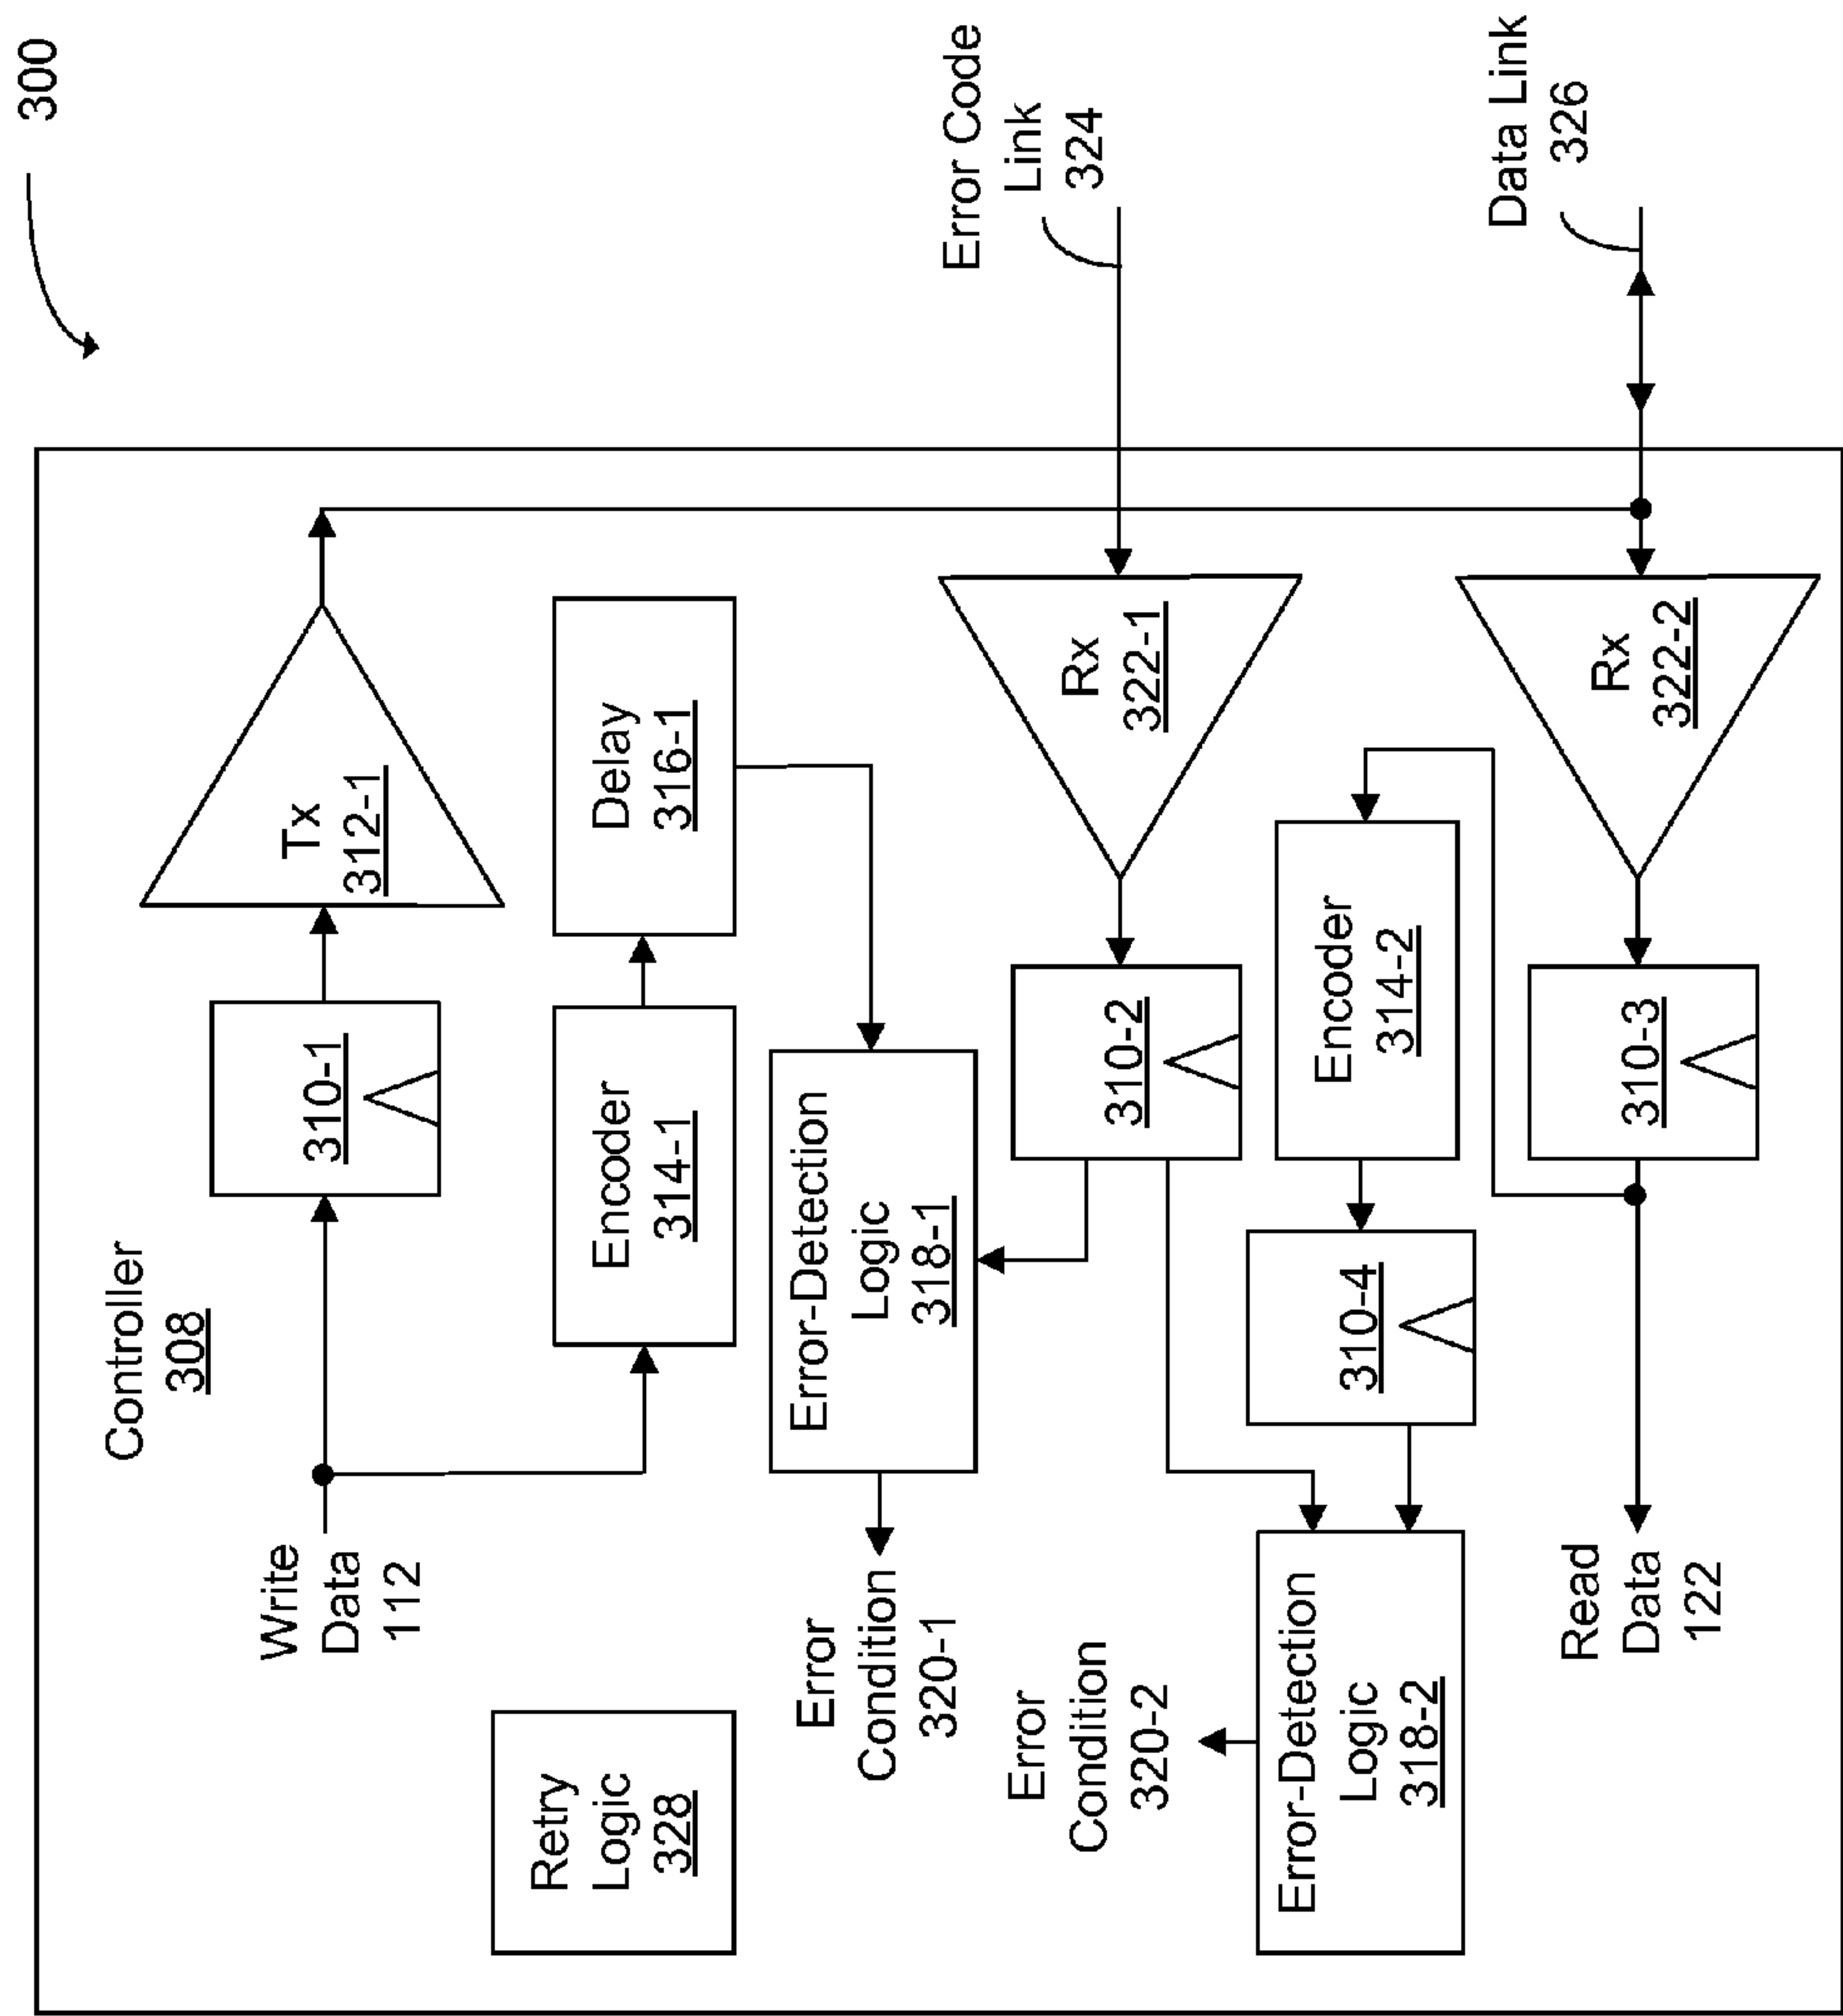 300
Controller
308
Write
Data
112
310-1
Tx
312-1
Retry
Logic
328
Encoder
314-1
Delay
316-1
Error
Condition
320-1
Error-Detection
Logic
318-1
Error Code
Link
324
Error
Condition
320-2
310-2
Rx
322-1
Error-Detection
Logic
318-2
310-4
Encoder
314-2
Data Link
326
Read
Data
122
310-3
Rx
322-2